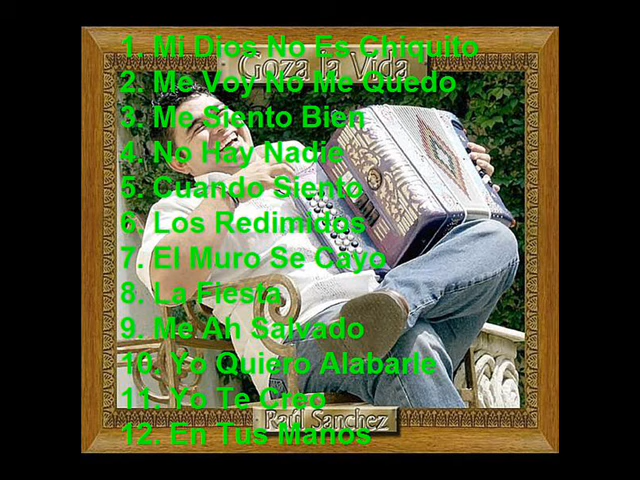 1. Mi Dios No Es Chiquito
Goza la Vida
2. Me Voy No Me Quedo
3. Me Siento Bien
4. No Hay Nadie
5. Cuando Siento
6. Los Redimidos
7. El Muro Se Cayo
8. La Fiesta
9. Me Ah Salvado
10. Yo Quiero Alabarle
11. Yo Te Creo
Raúl Sanchez
12. En Tus Manos